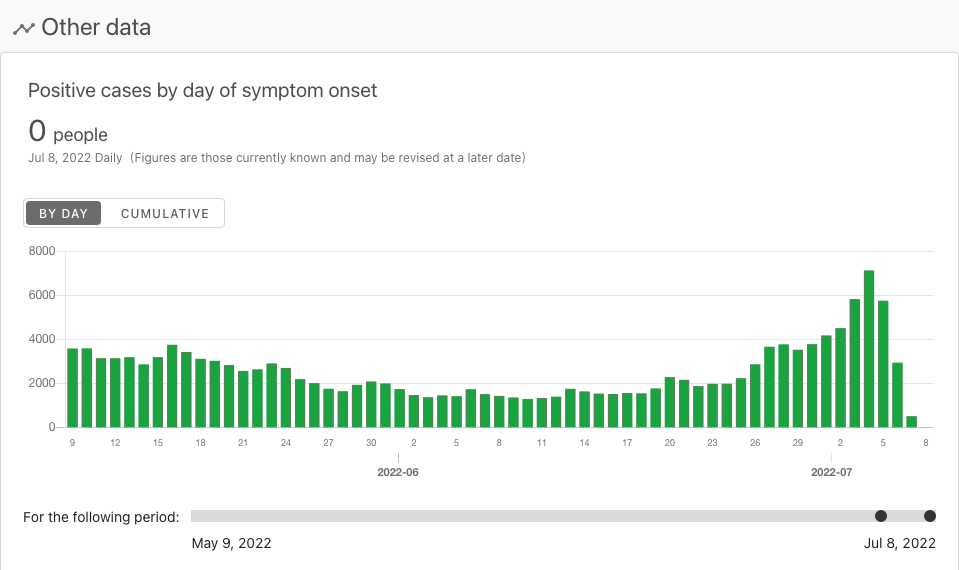 Other data
Positive cases by day of symptom onset
0 people
Jul 8, 2022 Daily (Figures are those currently known and may be revised at a later date)
BY DAY CUMULATIVE
8000
6000
4000
2000
0
9 12 15 18 21 24 27 30 2 5 8 11 14 17 20 23 26 29 2 5 8
2022-06 2022-07
For the following period:
May 9, 2022 Jul 8, 2022